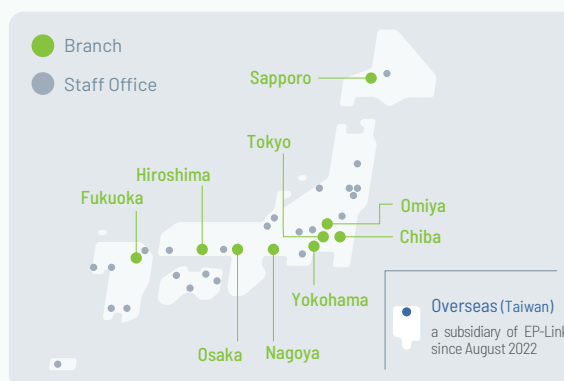 Branch
Staff Office
Sapporo
Tokyo
Hiroshima
Fukuoka
Omiya
Chiba
Yokohama
Osaka
Nagoya
Overseas (Taiwan)
a subsidiary of EP-Link
since August 2022